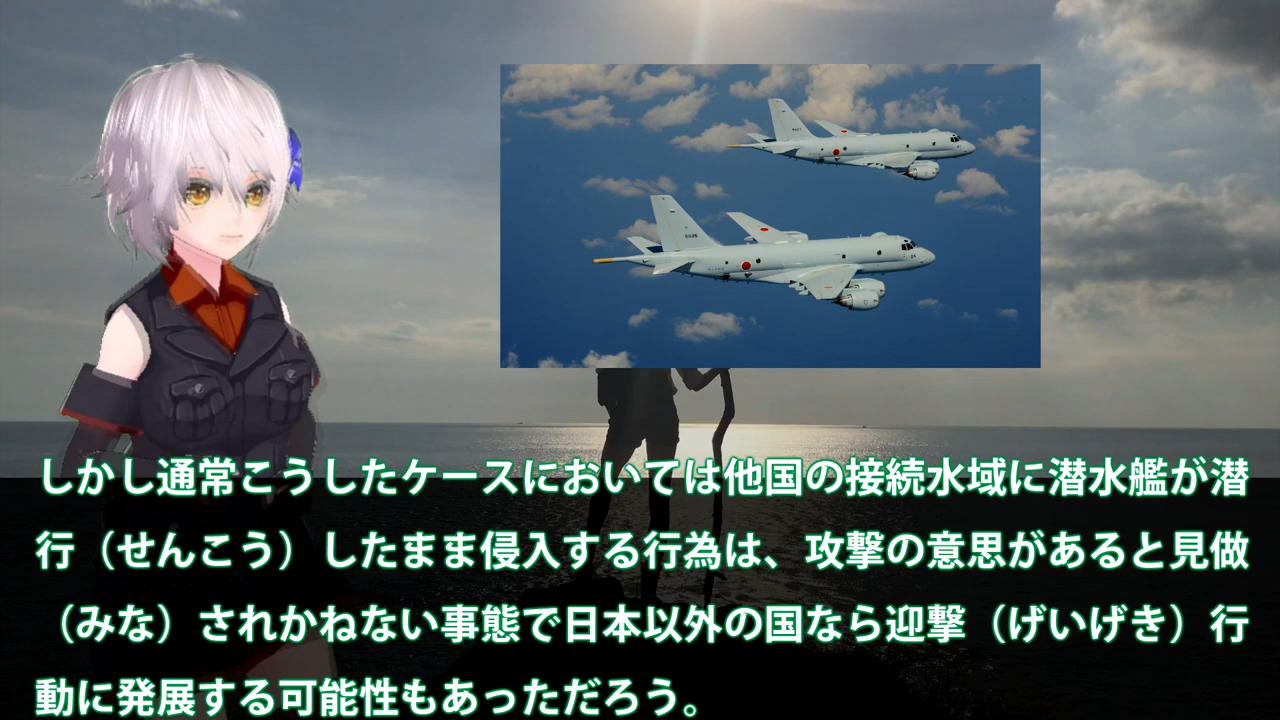 しかし通常こうしたケースにおいては他国の接続水域に潜水艦が潜
行（せんこう）したまま侵入する行為は、攻撃の意思があると見做
（みな）されかねない事態で日本以外の国なら迎撃（げいげき）行
動に発展する可能性もあっただろう。